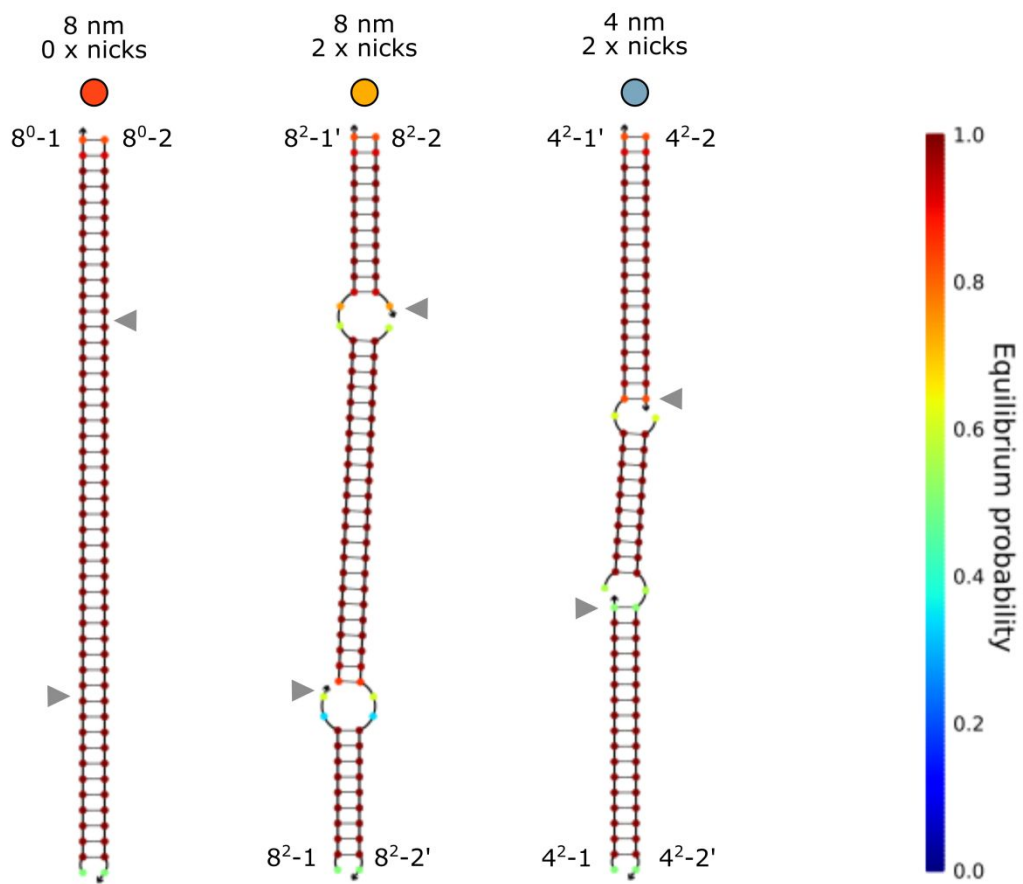 8 nm
0 x nicks
8 nm
2 x nicks
4 nm
2 x nicks
8⁰-1 8⁰-2
8²-1' 8²-2
4²-1' 4²-2
8²-1 8²-2'
4²-1 4²-2'
1.0
0.8
0.6
0.4
0.2
0.0
Equilibrium probability